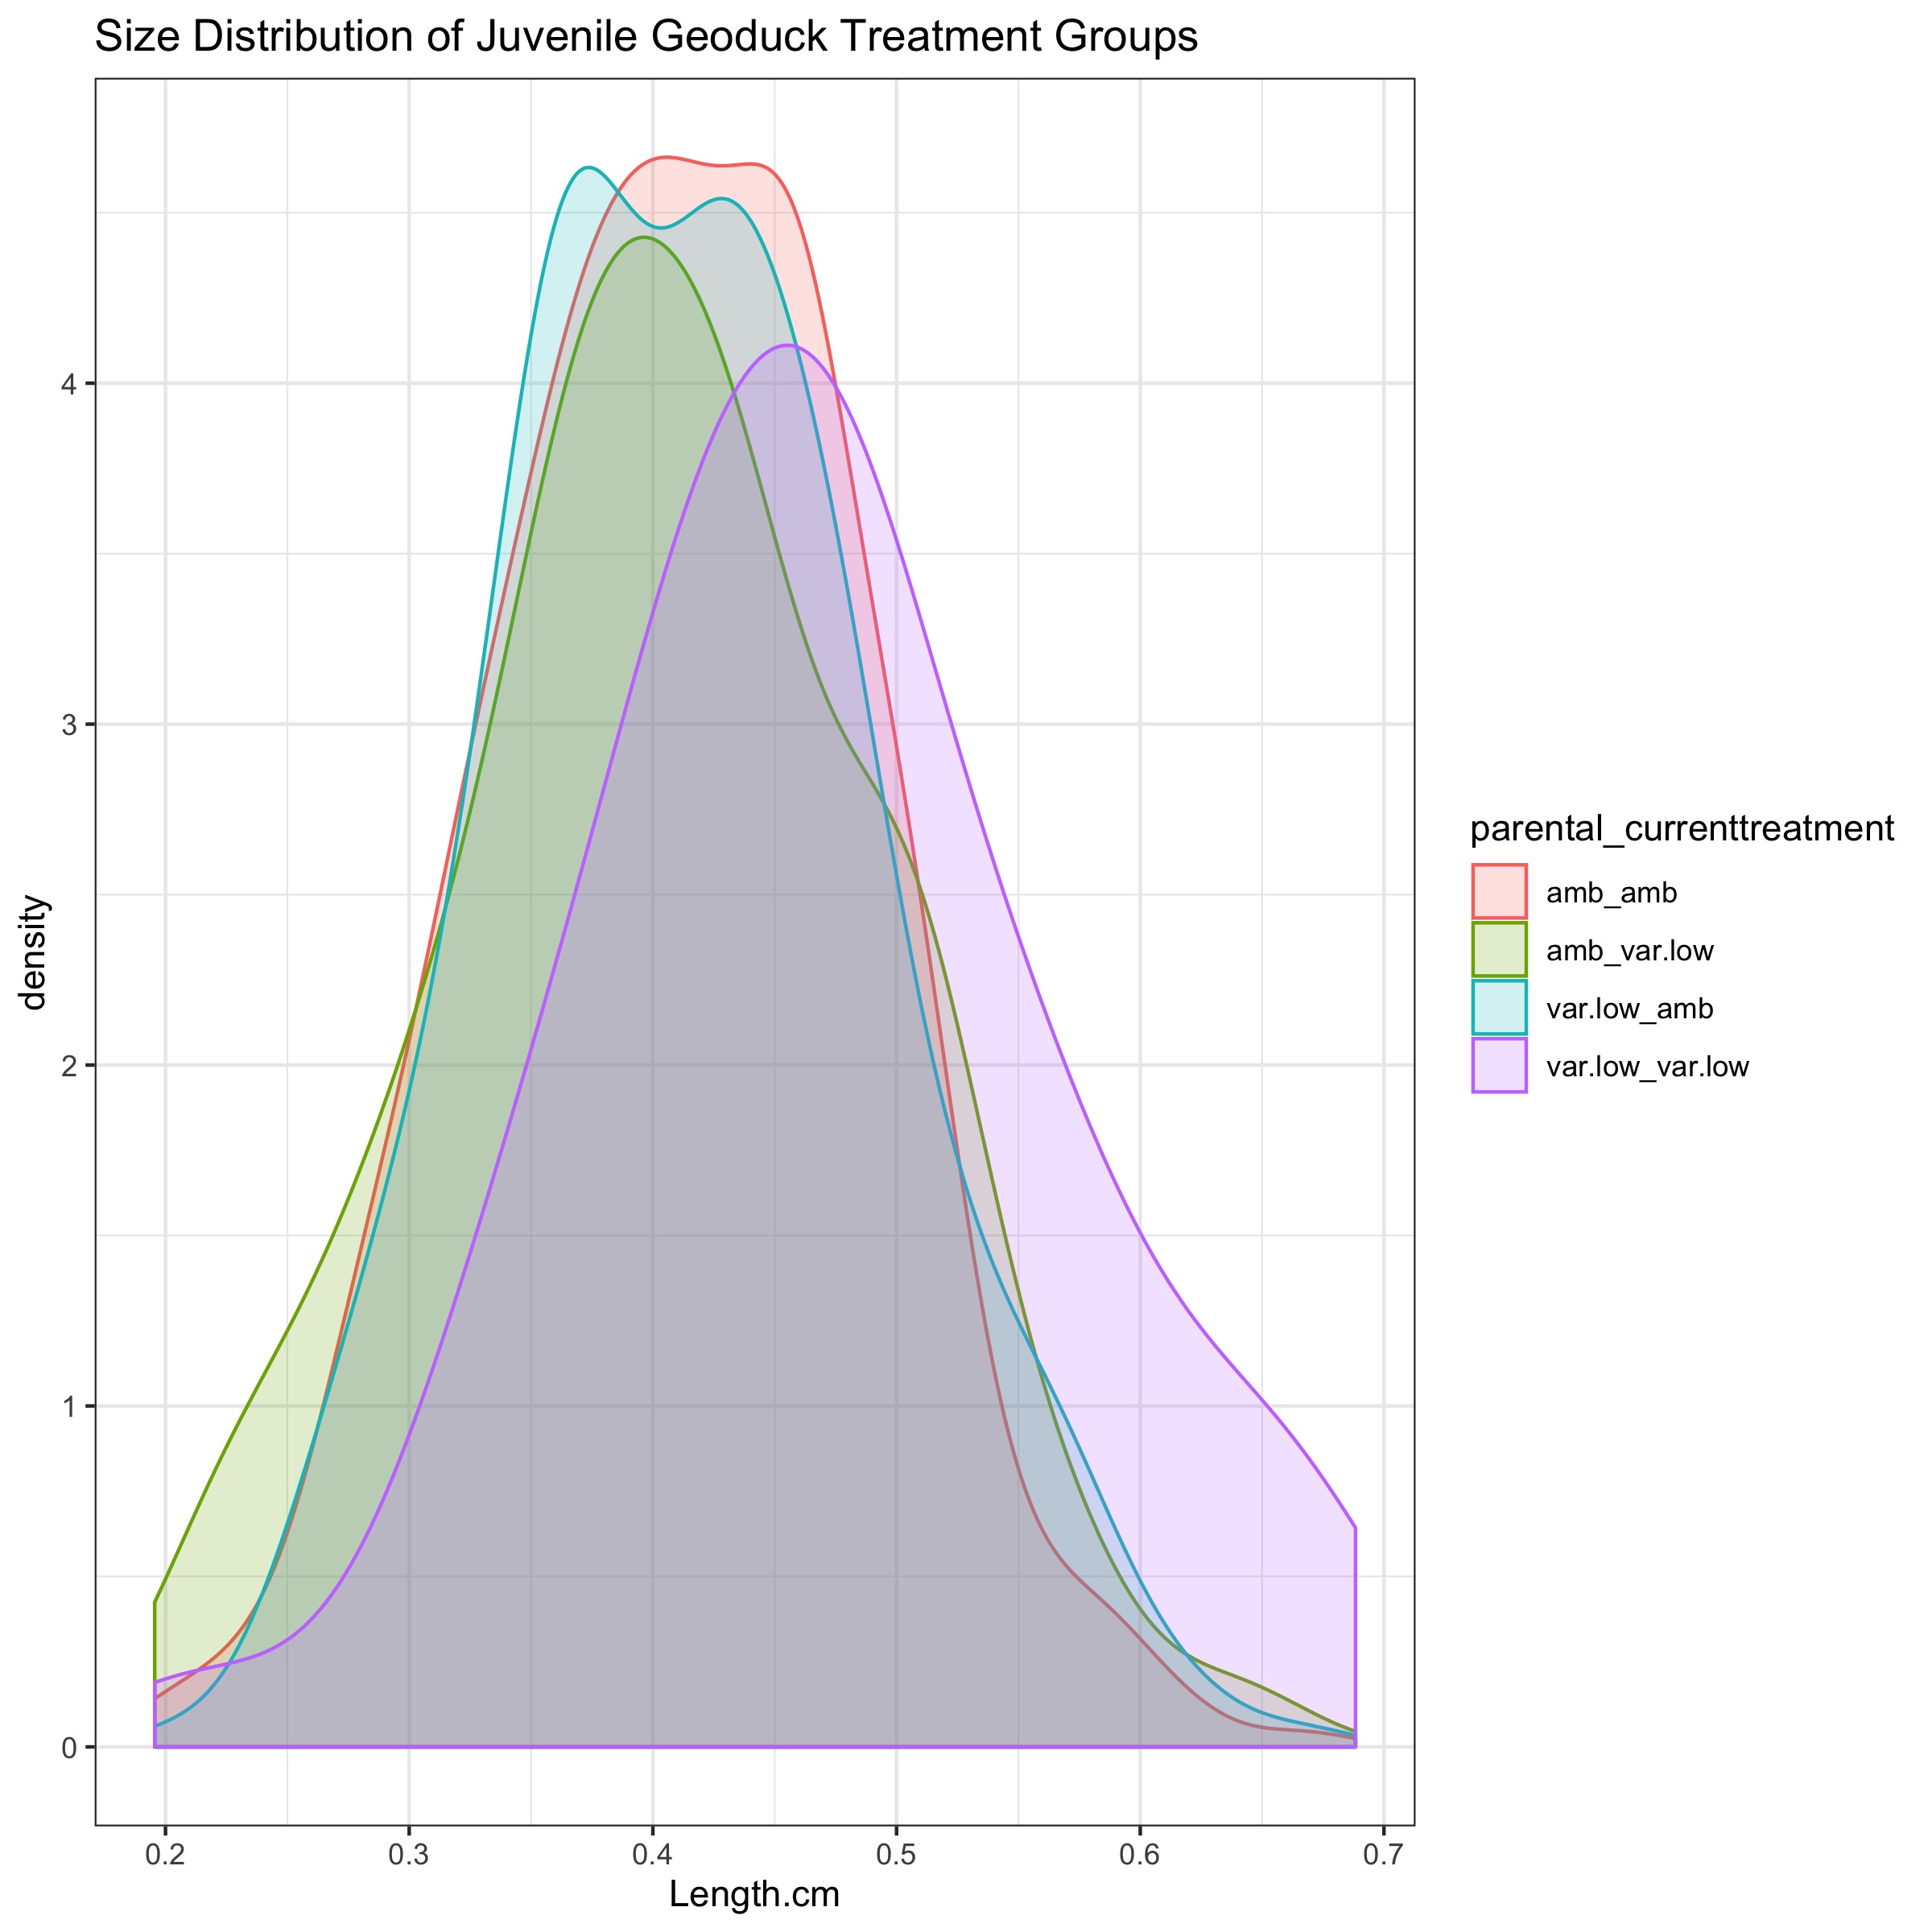 Size Distribution of Juvenile Geoduck Treatment Groups
4
3
2
1
0
density
0.2 0.3 0.4 0.5 0.6 0.7
Length.cm
parental_currenttreatment
amb_amb
amb_var.low
var.low_amb
var.low_var.low